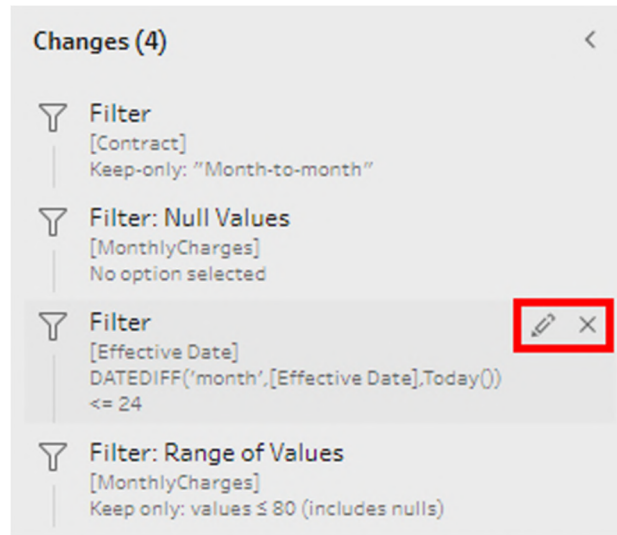 Changes (4)
Filter
[Contract]
Keep-only: "Month-to-month"
Filter: Null Values
[MonthlyCharges]
No option selected
Filter
[Effective Date]
DATEDIFF('month',[Effective Date],Today())
<= 24
Filter: Range of Values
[MonthlyCharges]
Keep only: values ≤ 80 (includes nulls)